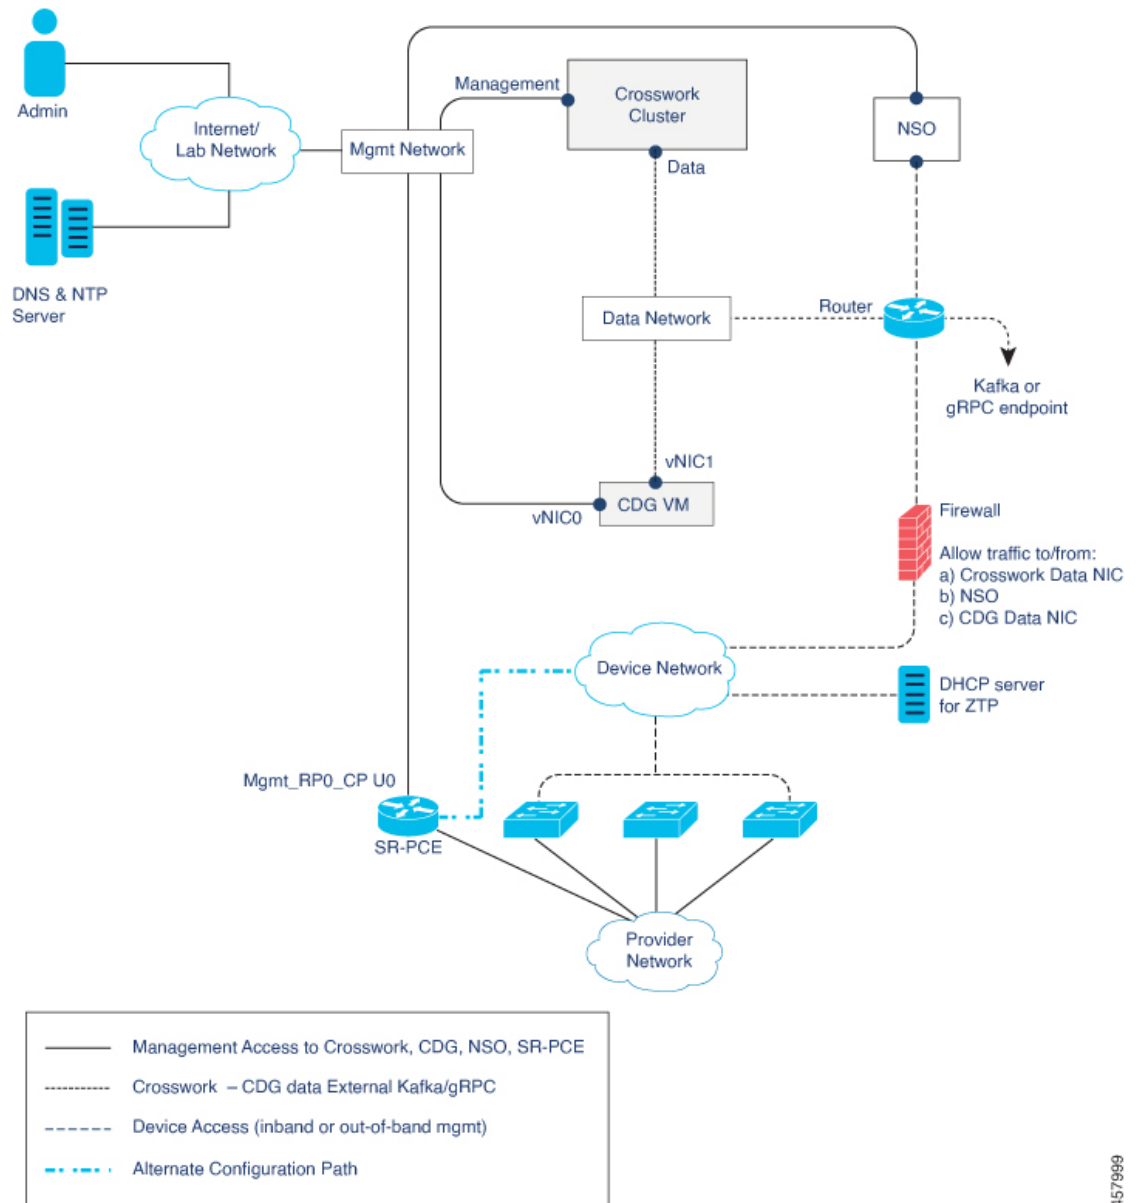 Admin
Internet/
Lab Network
DNS & NTP
Server
Mgmt Network
Management
Crosswork
Cluster
Data
NSO
Data Network
Router
Kafka or
gRPC endpoint
vNIC1
CDG VM
vNIC0
Firewall
Allow traffic to/from:
a) Crosswork Data NIC
b) NSO
c) CDG Data NIC
Device Network
DHCP server
for ZTP
Mgmt_RP0_CP U0
SR-PCE
Provider
Network
Management Access to Crosswork, CDG, NSO, SR-PCE
Crosswork – CDG data External Kafka/gRPC
Device Access (inband or out-of-band mgmt)
Alternate Configuration Path
457999